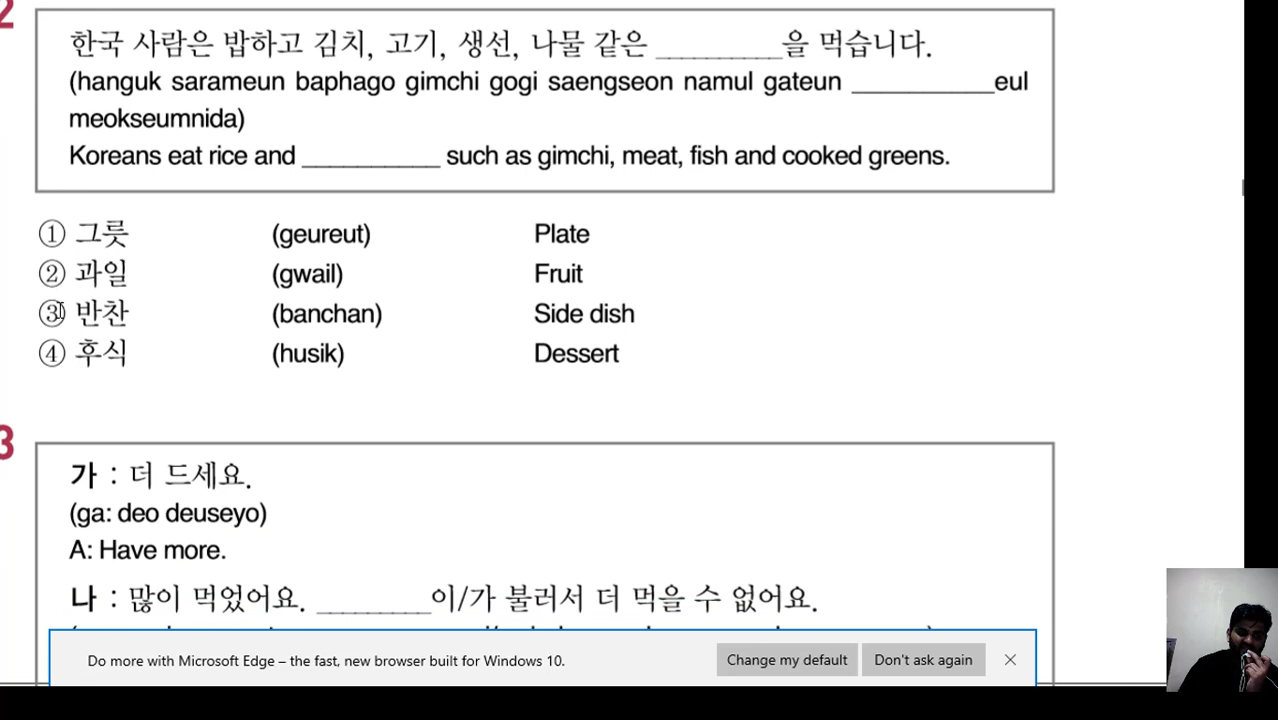 2
한국 사람은 밥하고 김치, 고기, 생선, 나물 같은 __________을 먹습니다.
(hanguk sarameun baphago gimchi gogi saengseon namul gateun __________eul
meokseumnida)
Koreans eat rice and __________ such as gimchi, meat, fish and cooked greens.
① 그릇 (geureut) Plate
② 과일 (gwail) Fruit
③ 반찬 (banchan) Side dish
④ 후식 (husik) Dessert
3
가 : 더 드세요.
(ga: deo deuseyo)
A: Have more.
나 : 많이 먹었어요. ________이/가 불러서 더 먹을 수 없어요.
Do more with Microsoft Edge – the fast, new browser built for Windows 10. Change my default Don't ask again